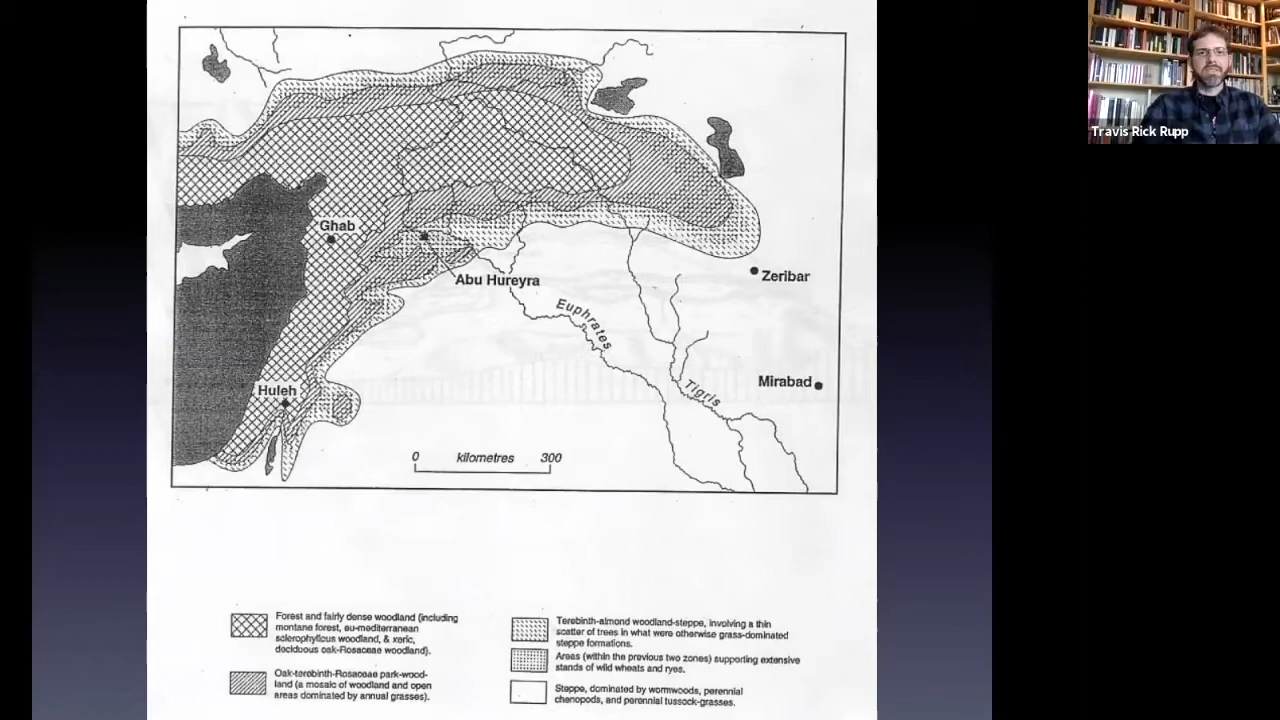 Travis Rick Rupp
Ghab
Abu Hureyra
Zeribar
Euphrates
Mirabad
Tigris
Huleh
0 kilometres 300
Forest and fairly dense woodland (including
montane forest, eu-mediterranean
sclerophyllous woodland, & xeric,
deciduous oak-Rosaceae woodland).
Oak-terebinth-Rosaceae park-wood-
land (a mosaic of woodland and open
areas dominated by annual grasses).
Terebinth-almond woodland-steppe, involving a thin
scatter of trees in what were otherwise grass-dominated
steppe formations.
Areas (within the previous two zones) supporting extensive
stands of wild wheats and ryes.
Steppe, dominated by wormwoods, perennial
chenopods, and perennial tussock-grasses.